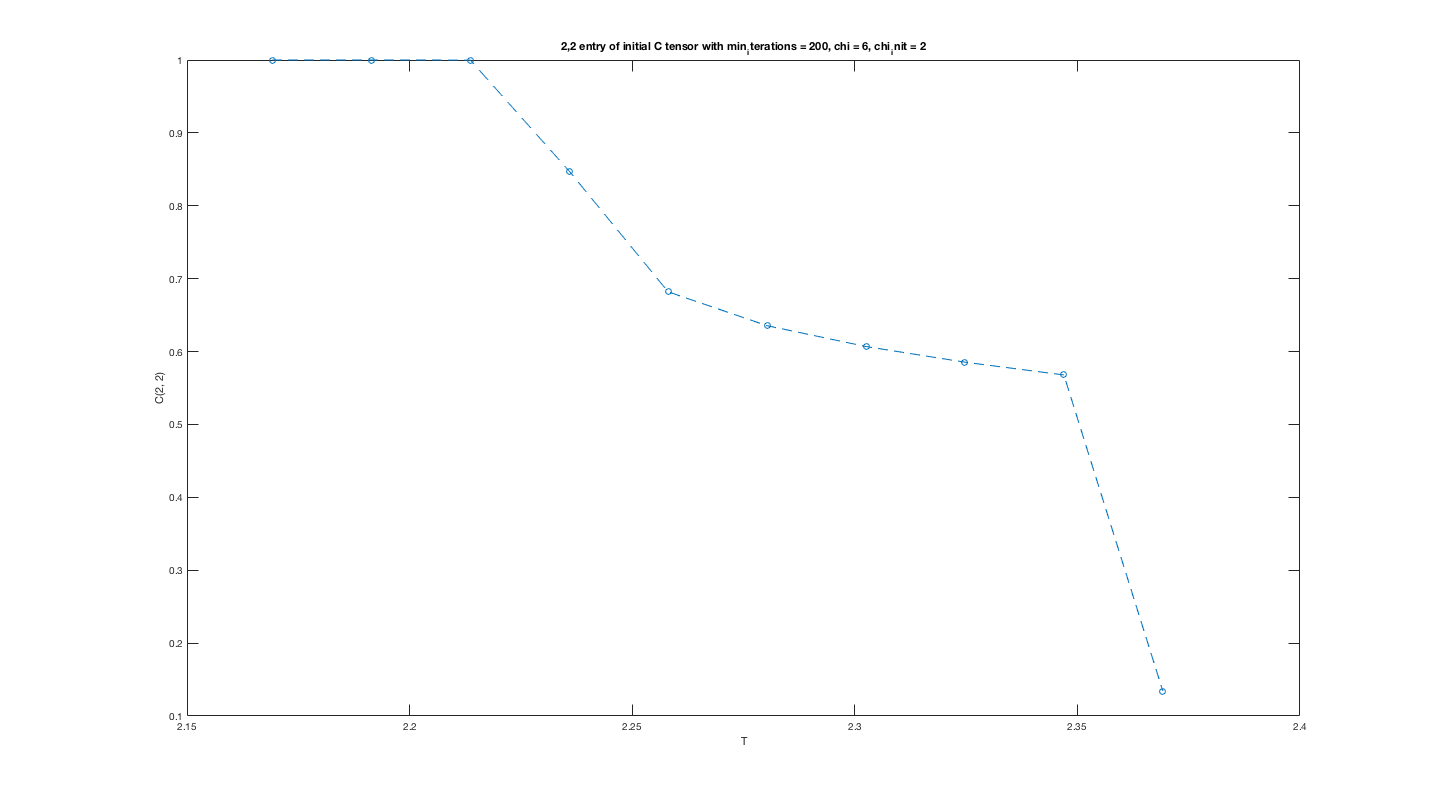 2,2 entry of initial C tensor with min_iterations = 200, chi = 6, chi_init = 2
1
0.9
0.8
0.7
0.6
0.5
0.4
0.3
0.2
0.1
C(2, 2)
2.15 2.2 2.25 2.3 2.35 2.4
T